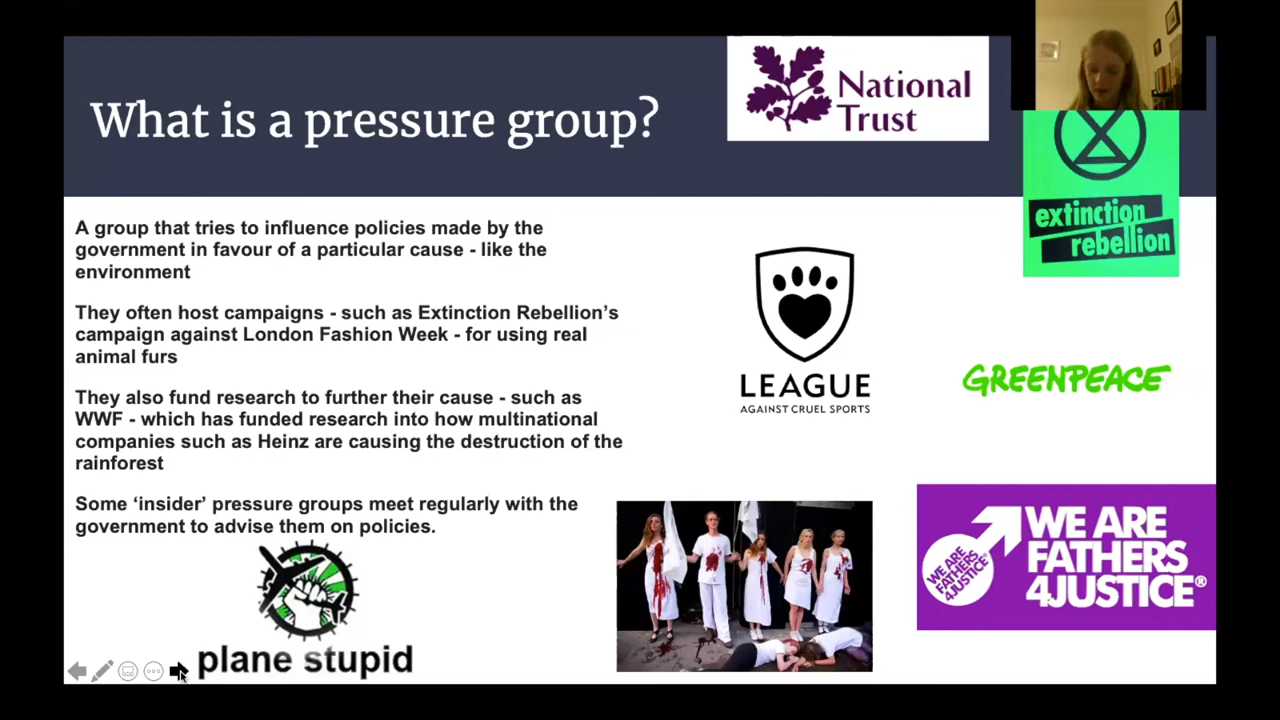 What is a pressure group?
National
Trust
extinction
rebellion
A group that tries to influence policies made by the
government in favour of a particular cause - like the
environment
They often host campaigns - such as Extinction Rebellion’s
campaign against London Fashion Week - for using real
animal furs
They also fund research to further their cause - such as
WWF - which has funded research into how multinational
companies such as Heinz are causing the destruction of the
rainforest
Some ‘insider’ pressure groups meet regularly with the
government to advise them on policies.
LEAGUE
AGAINST CRUEL SPORTS
GREENPEACE
WE ARE
FATHERS
4JUSTICE®
WE ARE
FATHERS
4JUSTICE®
plane stupid